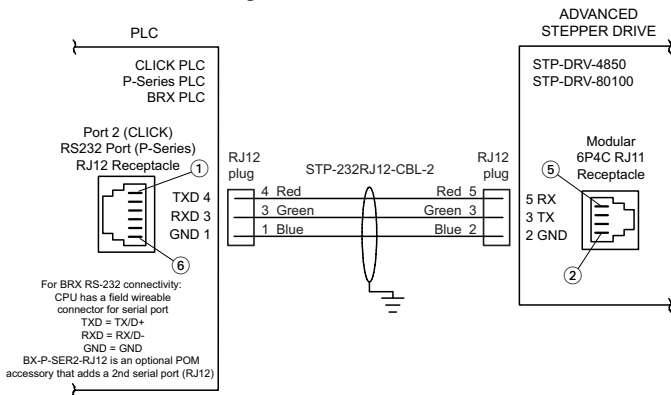 PLC
CLICK PLC
P-Series PLC
BRX PLC
Port 2 (CLICK)
RS232 Port (P-Series)
RJ12 Receptacle
1
6
TXD 4
RXD 3
GND 1
For BRX RS-232 connectivity:
CPU has a field wireable
connector for serial port
TXD = TX/D+
RXD = RX/D-
GND = GND
BX-P-SER2-RJ12 is an optional POM
accessory that adds a 2nd serial port (RJ12)
RJ12
plug
STP-232RJ12-CBL-2
RJ12
plug
4 Red Red 5
3 Green Green 3
1 Blue Blue 2
ADVANCED
STEPPER DRIVE
STP-DRV-4850
STP-DRV-80100
Modular
6P4C RJ11
Receptacle
5
5 RX
3 TX
2 GND
2